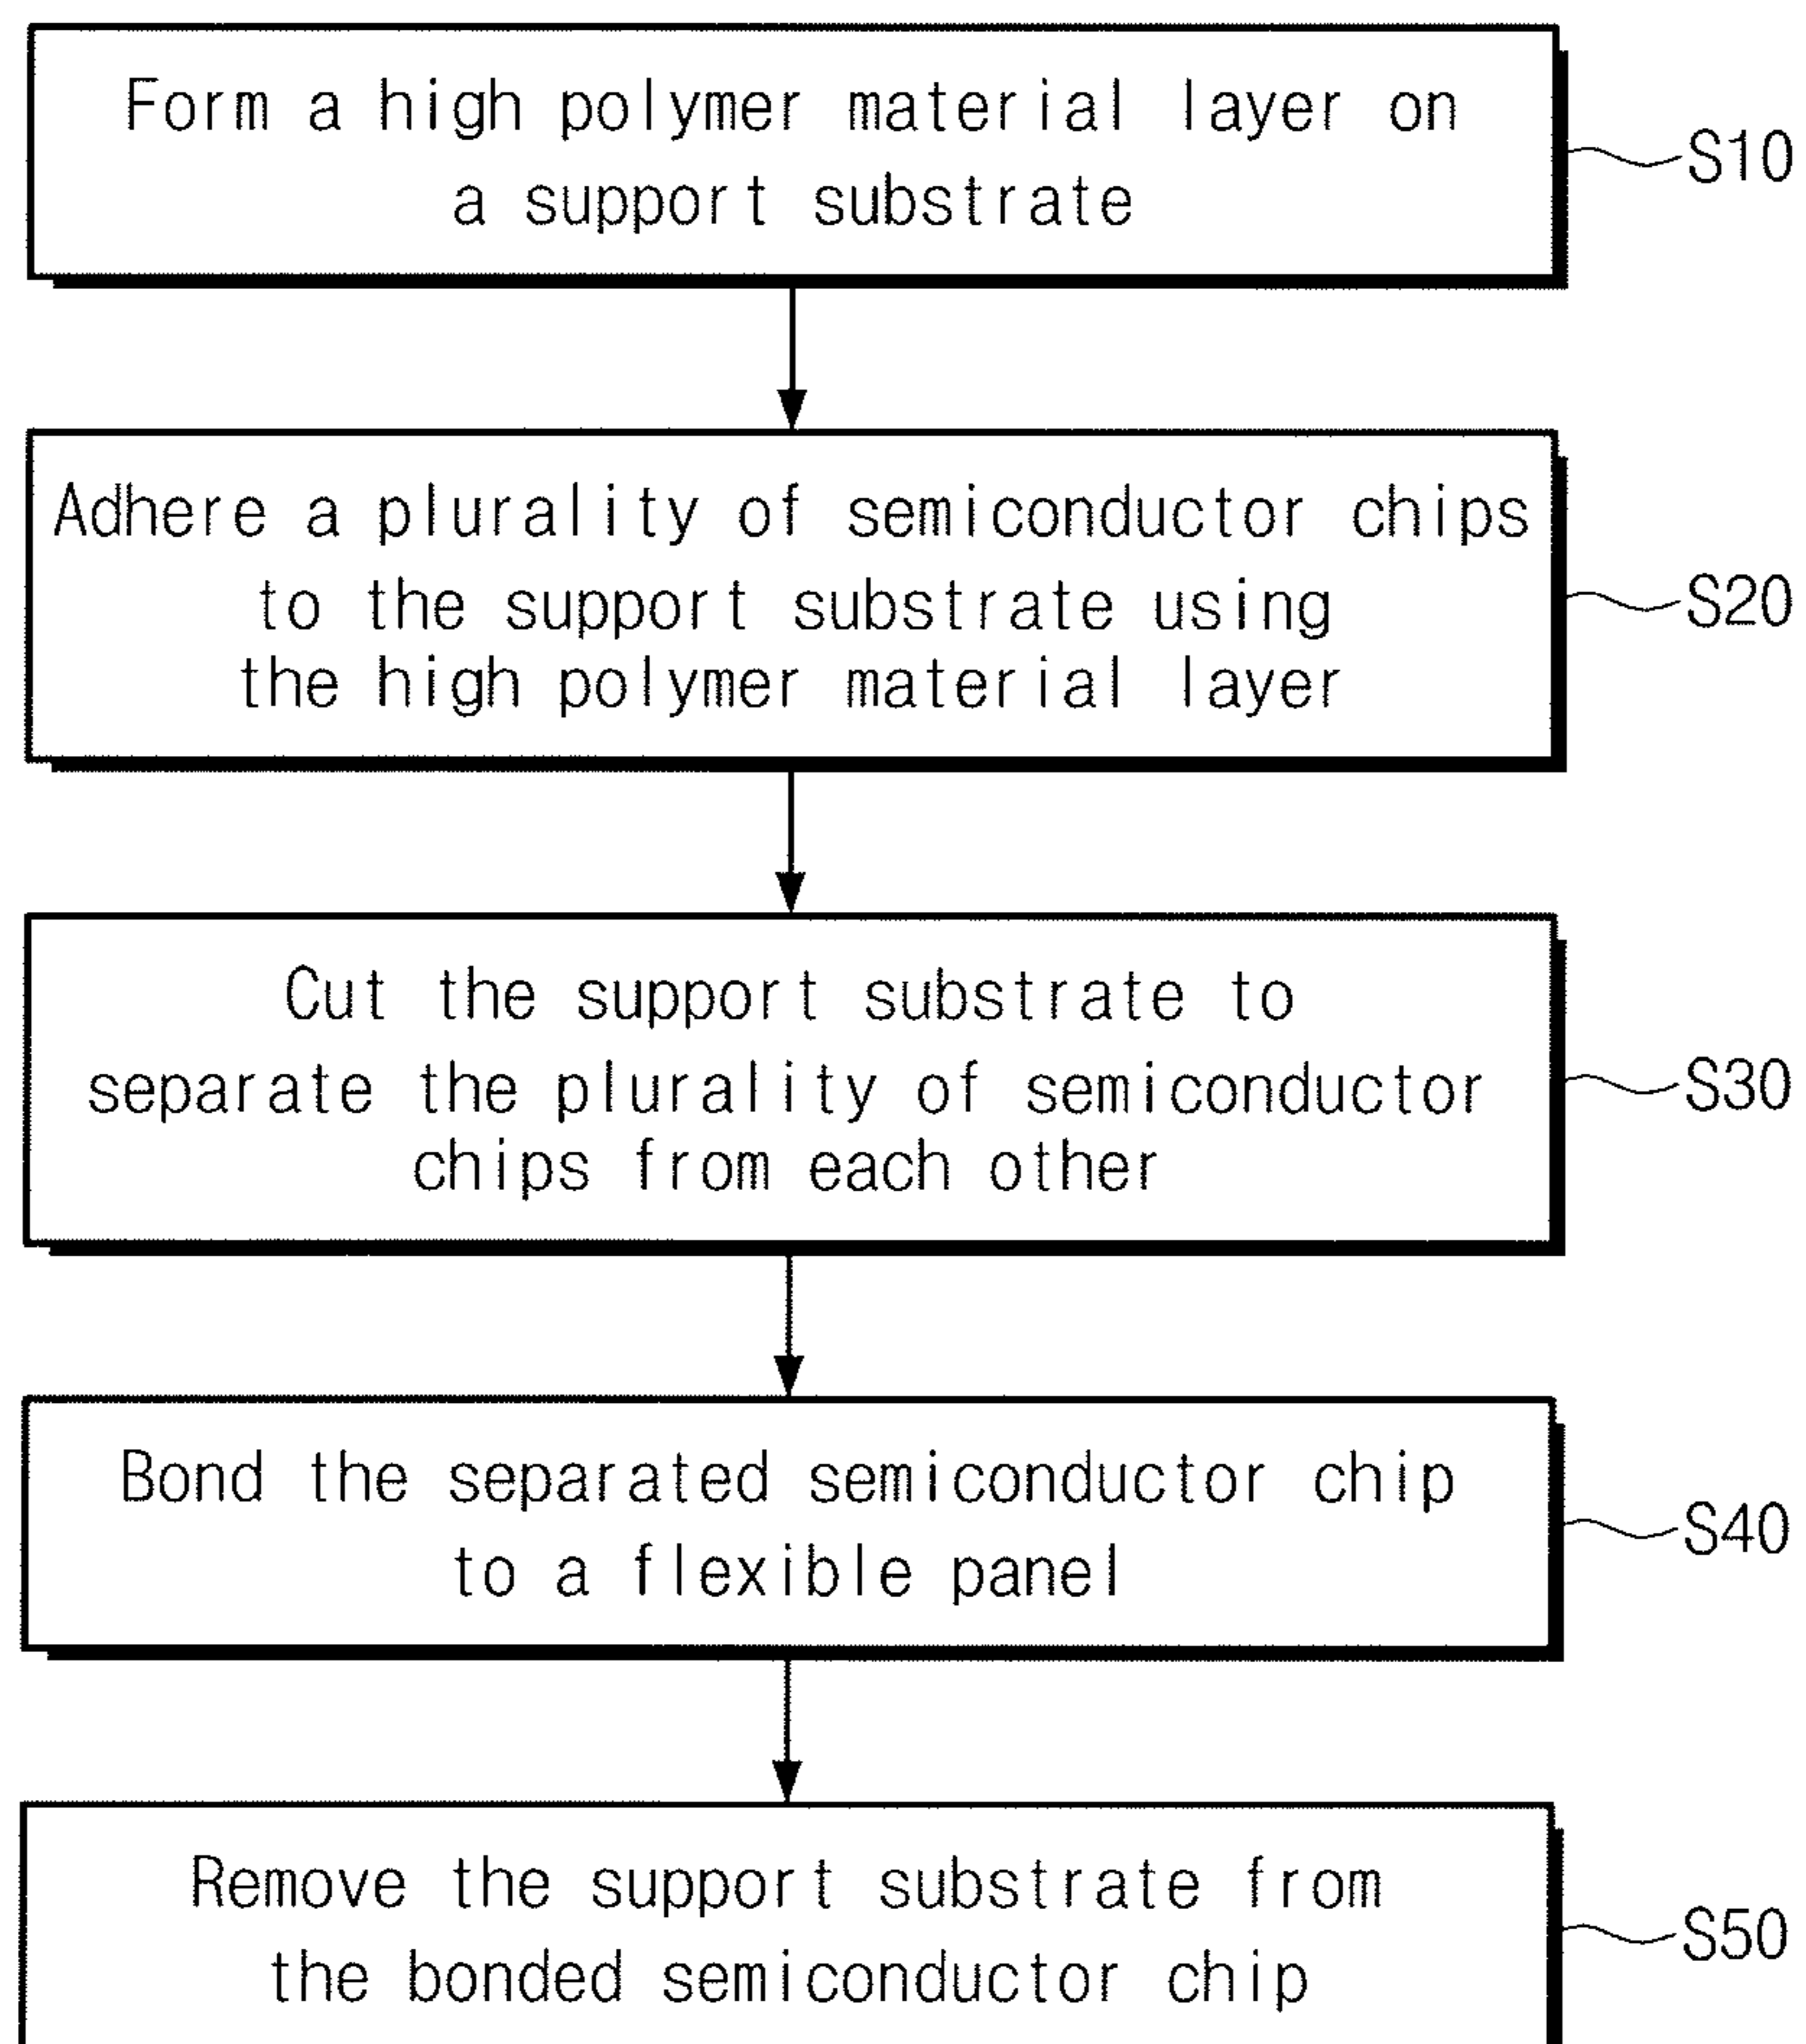 Form a high polymer material layer on
a support substrate
S10
Adhere a plurality of semiconductor chips
to the support substrate using
the high polymer material layer
S20
Cut the support substrate to
separate the plurality of semiconductor
chips from each other
S30
Bond the separated semiconductor chip
to a flexible panel
S40
Remove the support substrate from
the bonded semiconductor chip
S50